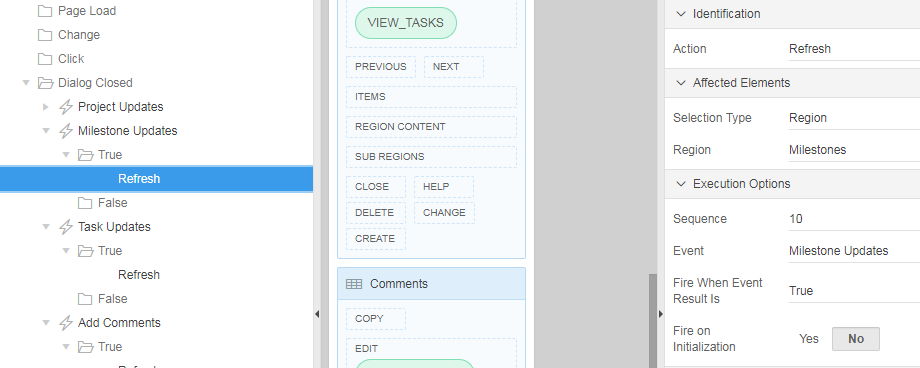 Page Load
Change
Click
Dialog Closed
Project Updates
Milestone Updates
True
Refresh
False
Task Updates
True
Refresh
False
Add Comments
True
VIEW_TASKS
PREVIOUS NEXT
ITEMS
REGION CONTENT
SUB REGIONS
CLOSE HELP
DELETE CHANGE
CREATE
Comments
COPY
EDIT
Identification
Action Refresh
Affected Elements
Selection Type Region
Region Milestones
Execution Options
Sequence 10
Event Milestone Updates
Fire When Event
Result Is True
Fire on
Initialization Yes No